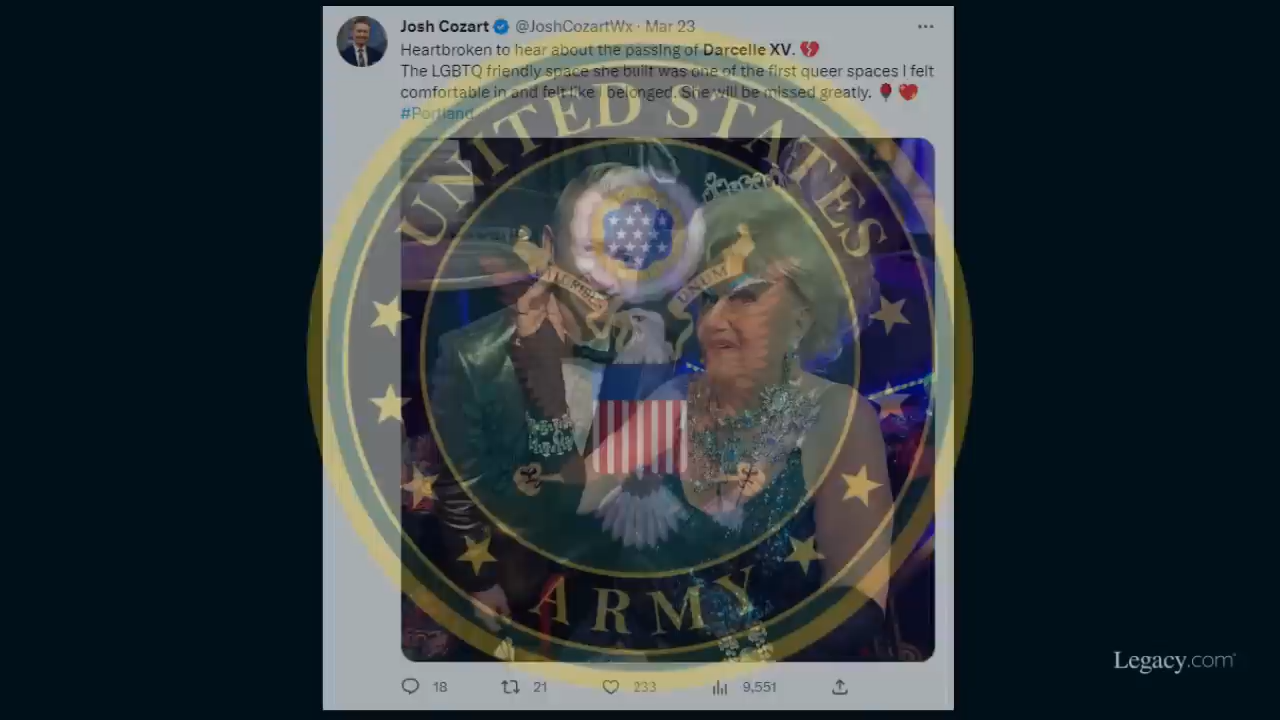 Josh Cozart @JoshCozartWx · Mar 23
Heartbroken to hear about the passing of Darcelle XV. 💔
The LGBTQ friendly space she built was one of the first queer spaces I felt
comfortable in and felt like I belonged. She will be missed greatly. 🌹❤️
#Portland
UNITED STATES
PLURIBUS
UNUM
ARMY
18 21 233 9,551
Legacy.com